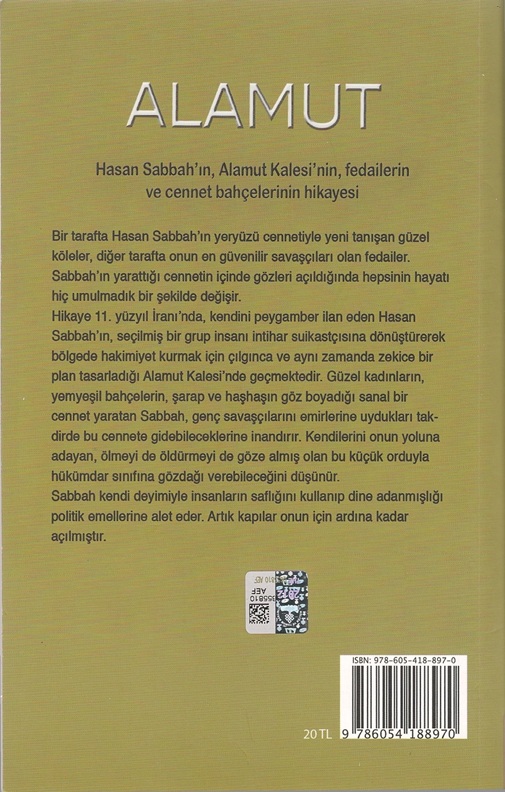 ALAMUT
Hasan Sabbah'ın, Alamut Kalesi'nin, fedailerin
ve cennet bahçelerinin hikayesi
Bir tarafta Hasan Sabbah'ın yeryüzü cennetiyle yeni tanışan güzel
köleler, diğer tarafta onun en güvenilir savaşçıları olan fedailer.
Sabbah'ın yarattığı cennetin içinde gözleri açıldığında hepsinin hayatı
hiç umulmadık bir şekilde değişir.
Hikaye 11. yüzyıl İranı'nda, kendini peygamber ilan eden Hasan
Sabbah'ın, seçilmiş bir grup insanı intihar suikastçısına dönüştürerek
bölgede hakimiyet kurmak için çılgınca ve aynı zamanda zekice bir
plan tasarladığı Alamut Kalesi'nde geçmektedir. Güzel kadınların,
yemyeşil bahçelerin, şarap ve haşhaşın göz boyadığı sanal bir
cennet yaratan Sabbah, genç savaşçılarını emirlerine uydukları tak-
dirde bu cennete gidebileceklerine inandırır. Kendilerini onun yoluna
adayan, ölmeyi de öldürmeyi de göze almış olan bu küçük orduyla
hükümdar sınıfına gözdağı verebileceğini düşünür.
Sabbah kendi deyimiyle insanların saflığını kullanıp dine adanmışlığı
politik emellerine alet eder. Artık kapılar onun için ardına kadar
açılmıştır.
AEF
ISBN: 978-605-418-897-0
20 TL
9 786054 188970